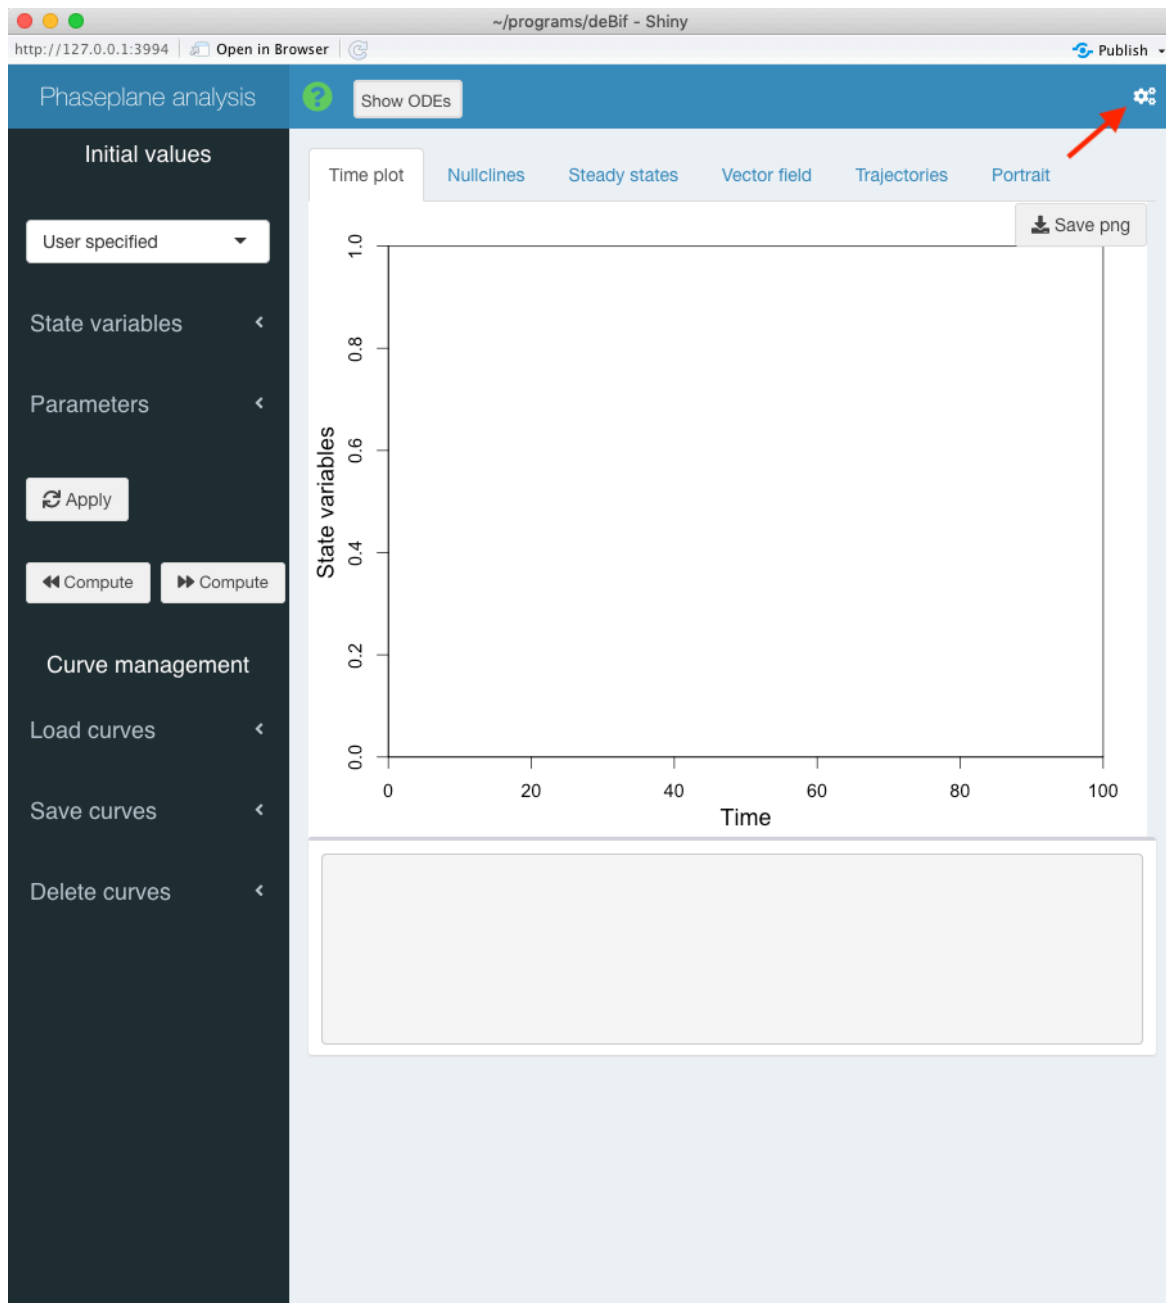 ~/programs/deBif - Shiny
http://127.0.0.1:3994 Open in Browser Publish
Phaseplane analysis ? Show ODEs
Initial values
Time plot Nullclines Steady states Vector field Trajectories Portrait
Save png
User specified
State variables
Parameters
Apply
Compute Compute
Curve management
Load curves
Save curves
Delete curves
State variables
1.0
0.8
0.6
0.4
0.2
0.0
0 20 40 60 80 100
Time